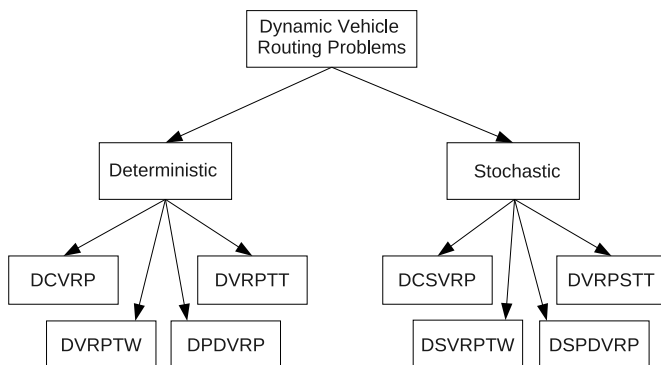 Dynamic Vehicle
Routing Problems
Deterministic
Stochastic
DCVRP
DVRPTT
DCSVRP
DVRPSTT
DVRPTW
DPDVRP
DSVRPTW
DSPDVRP